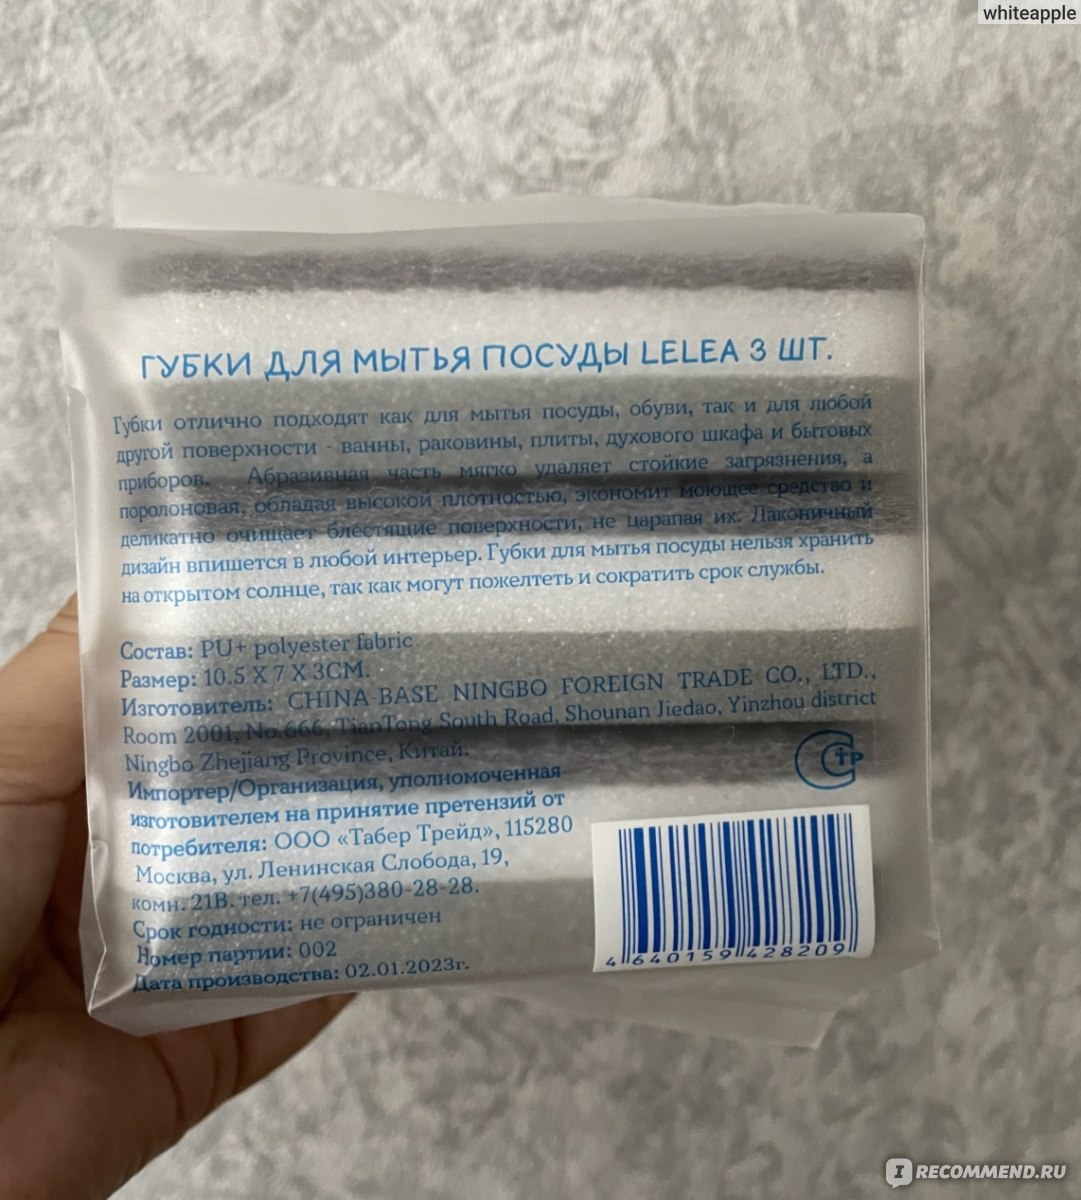 whiteapple
ГУБКИ ДЛЯ МЫТЬЯ ПОСУДЫ LELEA 3 ШТ.
Губки отлично подходят как для мытья посуды, обуви, так и для любой
другой поверхности - ванны, раковины, плиты, духового шкафа и бытовых
приборов. Абразивная часть мягко удаляет стойкие загрязнения, а
поролоновая, обладая высокой плотностью, экономит моющее средство и
деликатно очищает блестящие поверхности, не царапая их. Лаконичный
дизайн впишется в любой интерьер. Губки для мытья посуды нельзя хранить
на открытом солнце, так как могут пожелтеть и сократить срок службы.
Состав: PU+ polyester fabric
Размер: 10.5 X 7 X 3CM.
Изготовитель: CHINA-BASE NINGBO FOREIGN TRADE CO., LTD.,
Room 2001, No.666, TianTong South Road, Shounan Jiedao, Yinzhou district
Ningbo Zhejiang Province, Китай.
Импортер/Организация, уполномоченная
изготовителем на принятие претензий от
потребителя: ООО «Табер Трейд», 115280
Москва, ул. Ленинская Слобода, 19,
комн. 21В. тел. +7(495)380-28-28.
Срок годности: не ограничен
Номер партии: 002
Дата производства: 02.01.2023г.
СТР
4 640159 428209
IRECOMMEND.RU